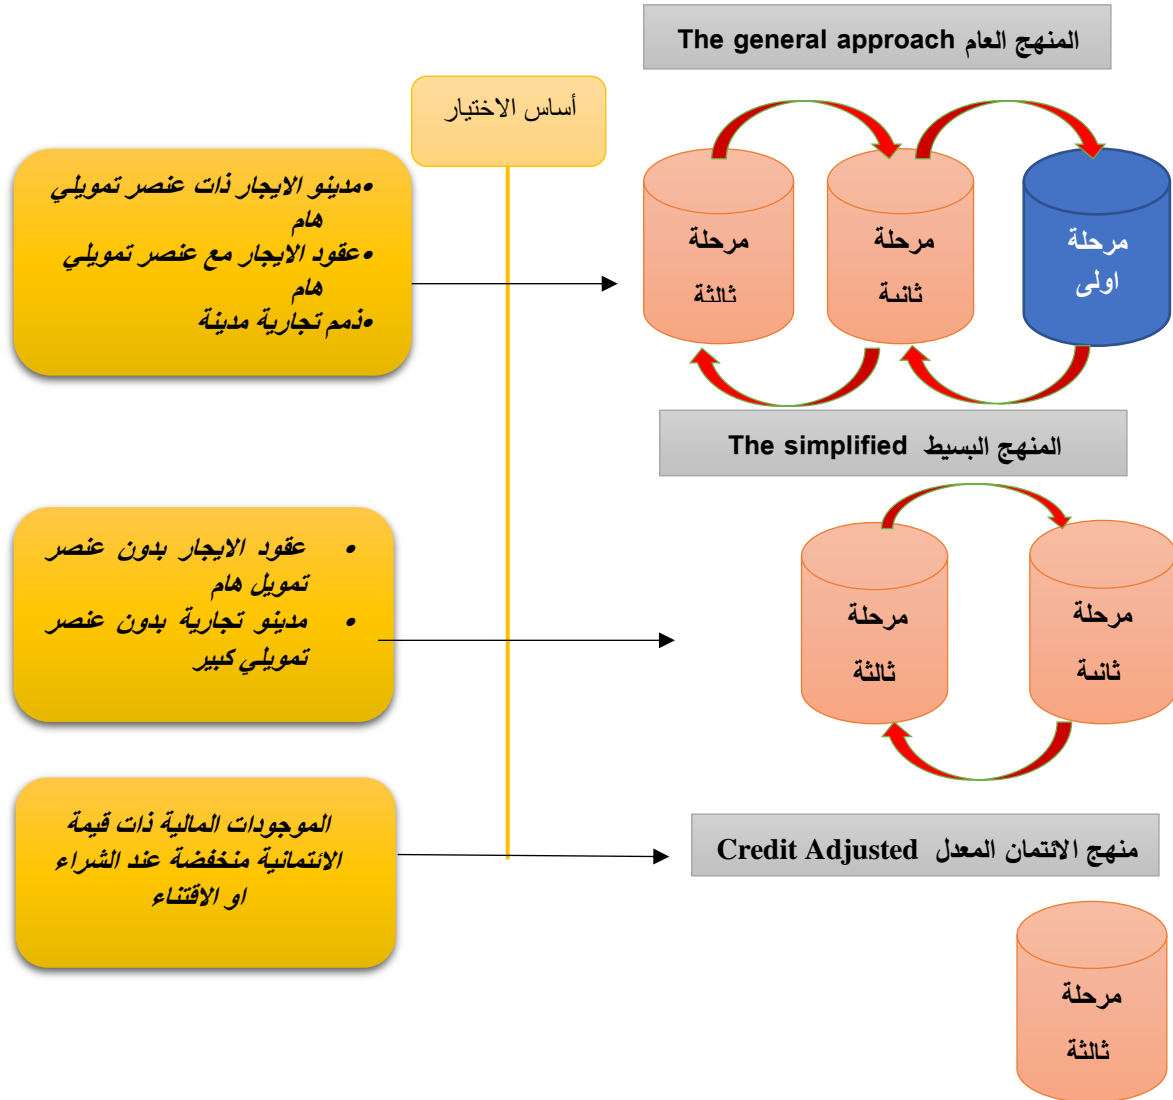 المنهج العام The general approach
أساس الاختيار
•مدينو الايجار ذات عنصر تمويلي
هام
•عقود الايجار مع عنصر تمويلي
هام
•ذمم تجارية مدينة
مرحلة
اولى
مرحلة
ثانية
مرحلة
ثالثة
المنهج البسيط The simplified
• عقود الايجار بدون عنصر
تمويل هام
• مدينو تجارية بدون عنصر
تمويلي كبير
مرحلة
ثانية
مرحلة
ثالثة
منهج الائتمان المعدل Credit Adjusted
الموجودات المالية ذات قيمة
الائتمانية منخفضة عند الشراء
او الاقتناء
مرحلة
ثالثة